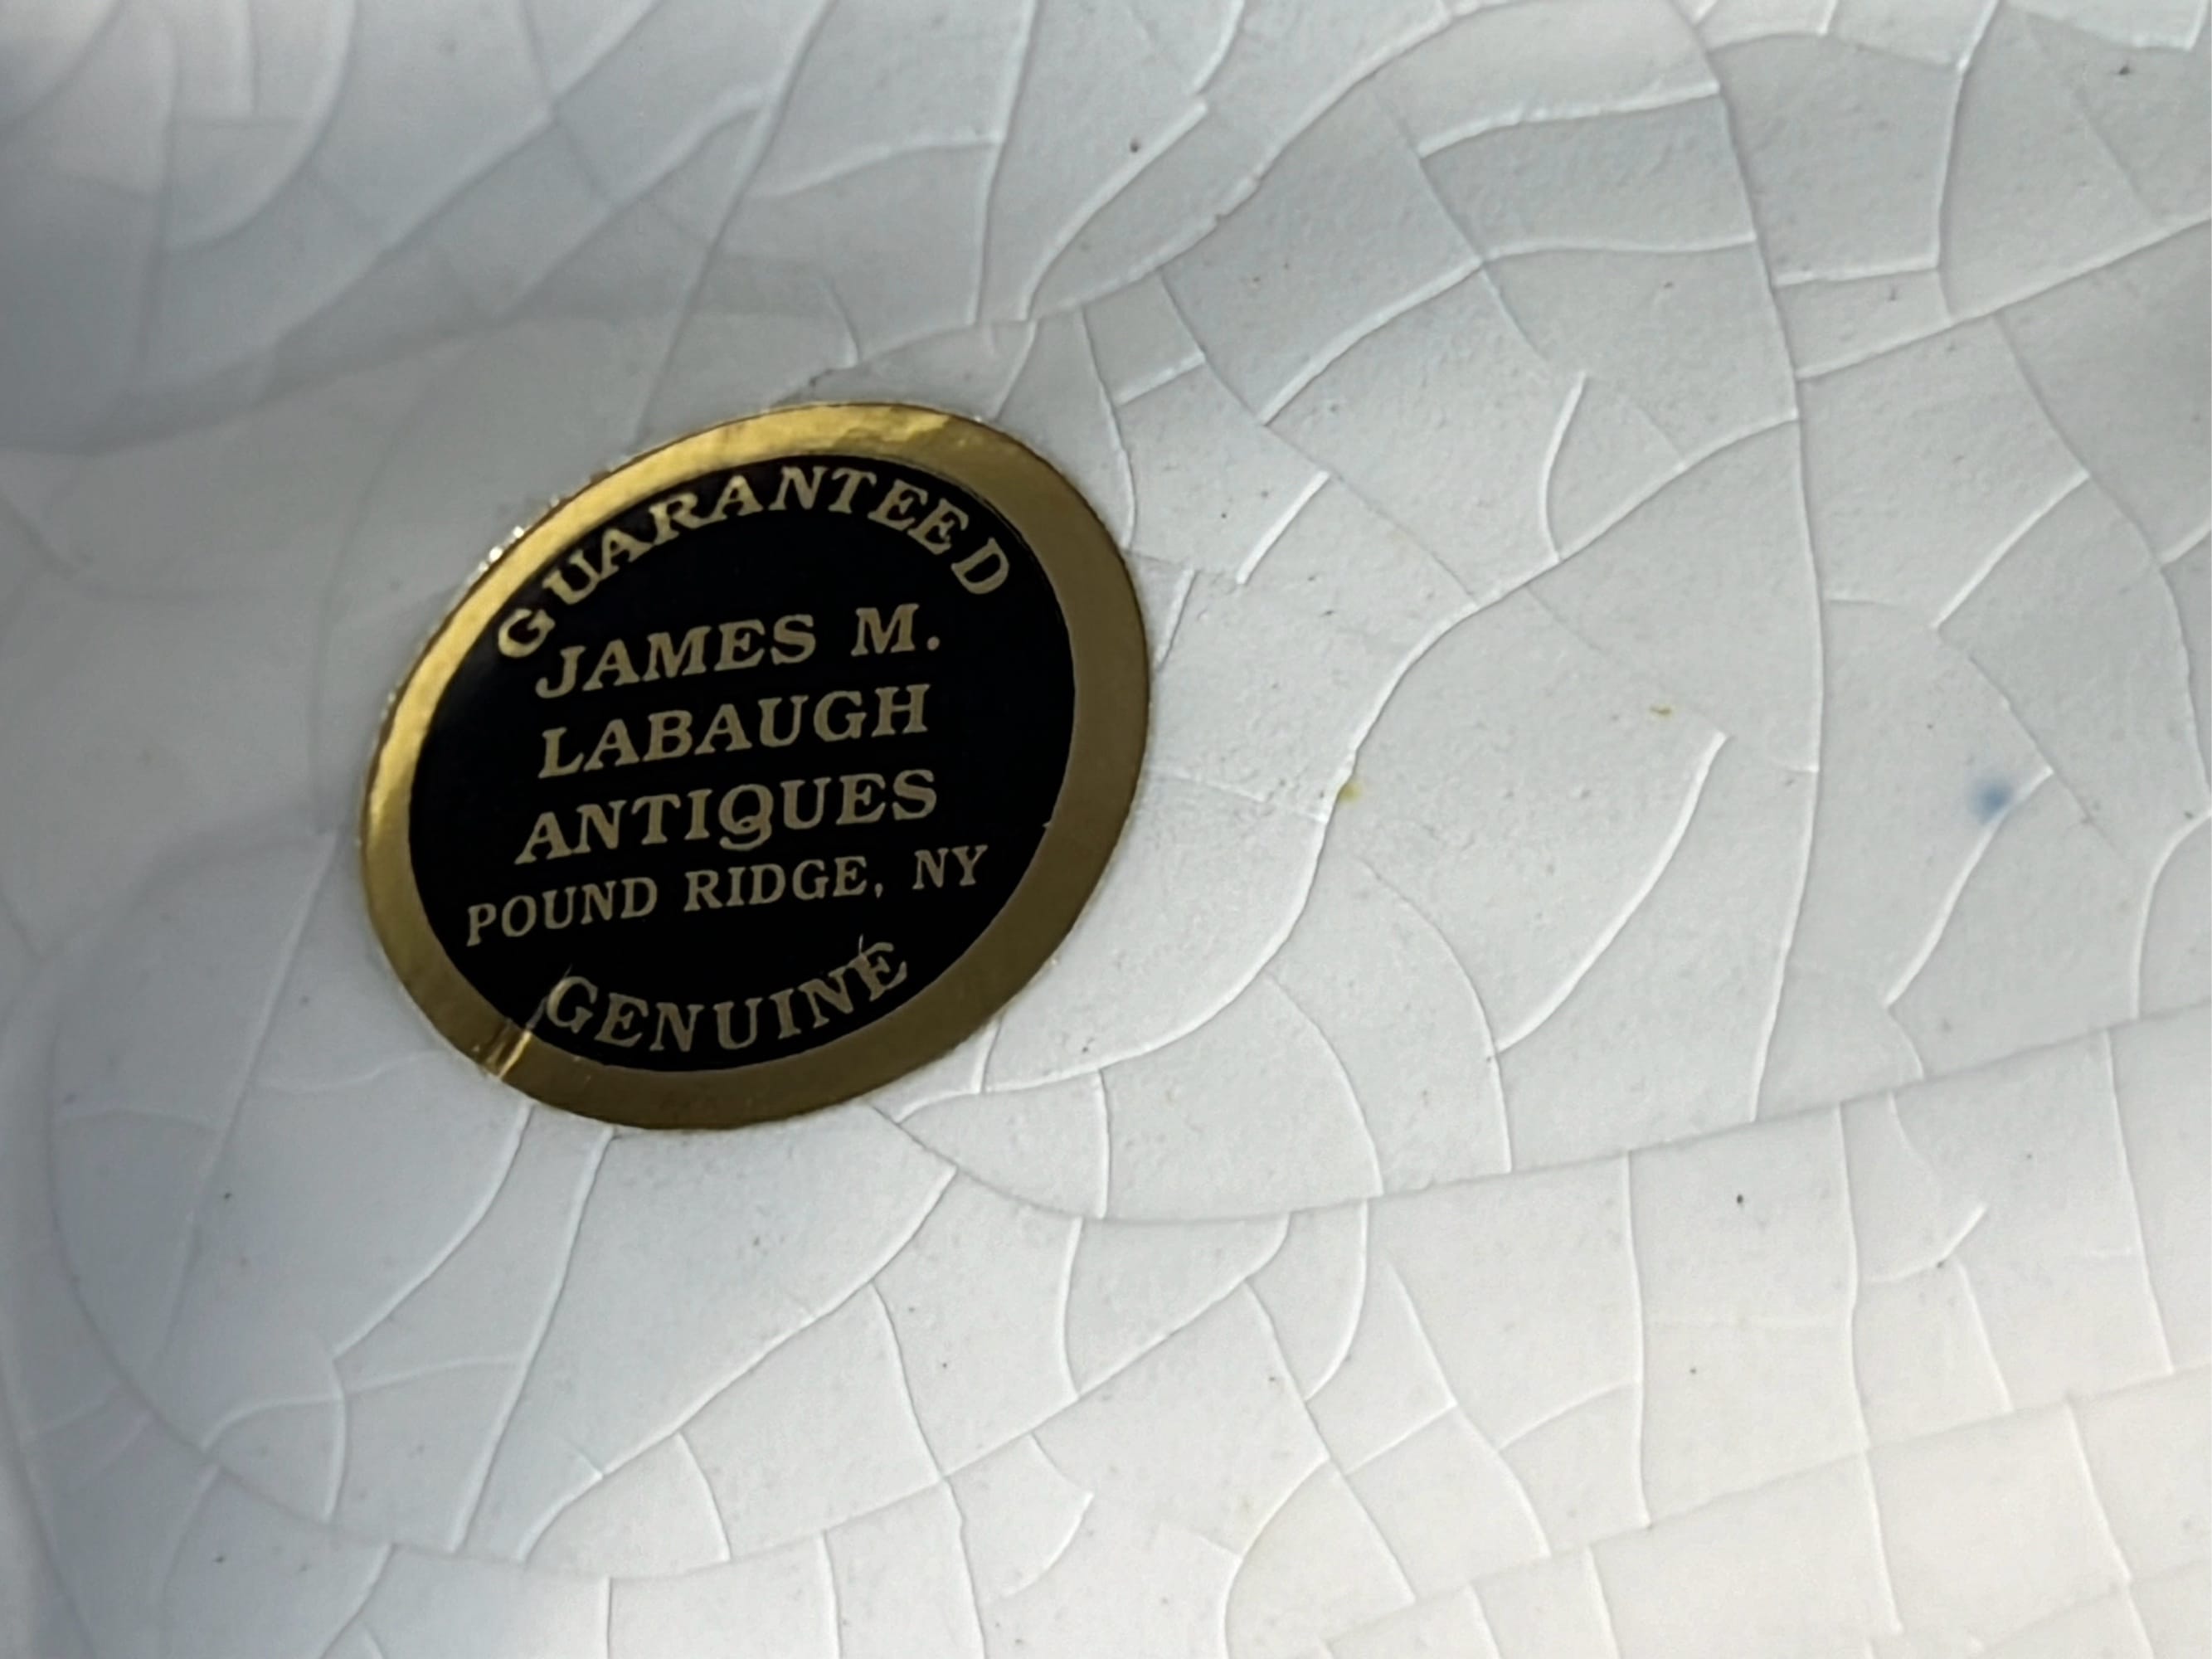 GUARANTEED
JAMES M.
LABAUGH
ANTIQUES
POUND RIDGE, NY
GENUINE